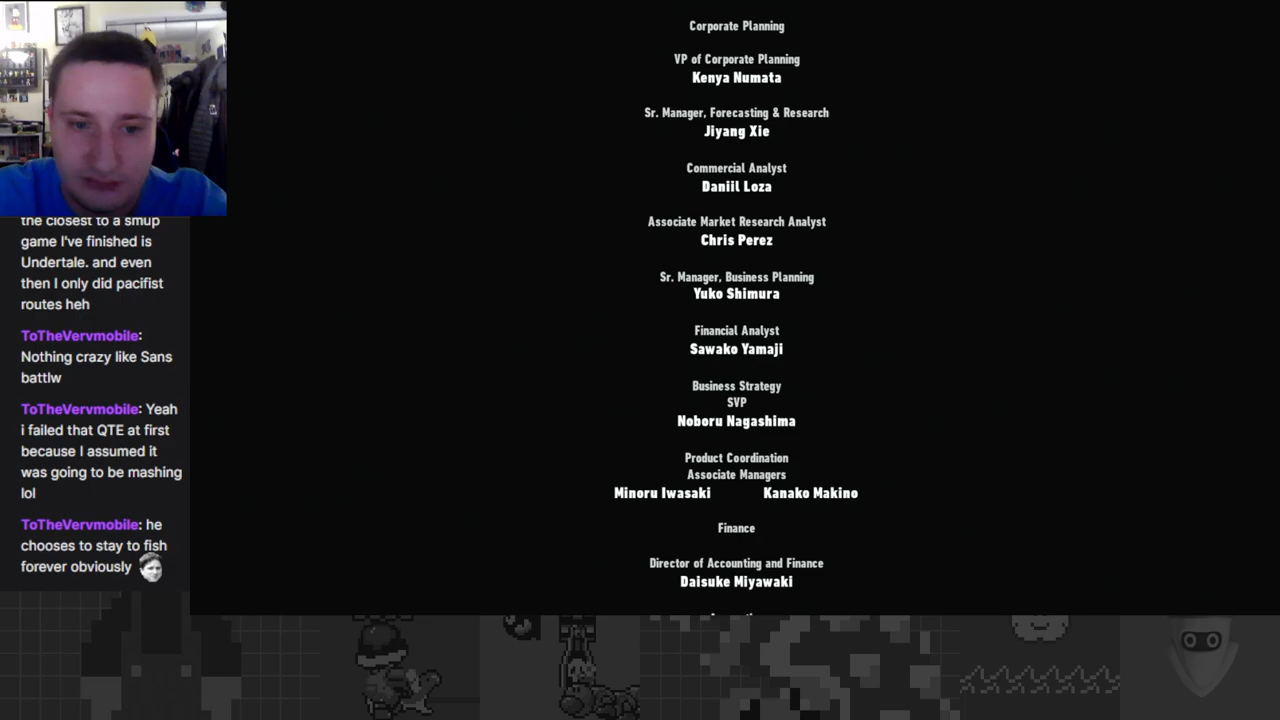 the closest to a smup
game I've finished is
Undertale. and even
then I only did pacifist
routes heh
ToTheVervmobile:
Nothing crazy like Sans
battlw
ToTheVervmobile: Yeah
i failed that QTE at first
because I assumed it
was going to be mashing
lol
ToTheVervmobile: he
chooses to stay to fish
forever obviously
Corporate Planning
VP of Corporate Planning
Kenya Numata
Sr. Manager, Forecasting & Research
Jiyang Xie
Commercial Analyst
Daniil Loza
Associate Market Research Analyst
Chris Perez
Sr. Manager, Business Planning
Yuko Shimura
Financial Analyst
Sawako Yamaji
Business Strategy
SVP
Noboru Nagashima
Product Coordination
Associate Managers
Minoru Iwasaki Kanako Makino
Finance
Director of Accounting and Finance
Daisuke Miyawaki